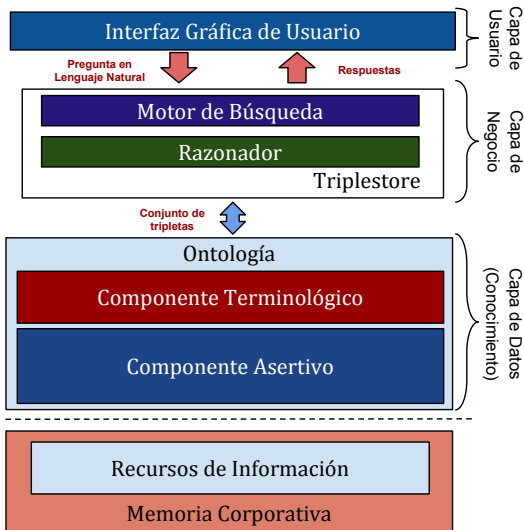 Interfaz Gráfica de Usuario
Capa de
Usuario
Pregunta en
Lenguaje Natural
Respuestas
Motor de Búsqueda
Razonador
Triplestore
Capa de
Negocio
Conjunto de
tripletas
Ontología
Componente Terminológico
Componente Asertivo
Capa de Datos
(Conocimiento)
Recursos de Información
Memoria Corporativa